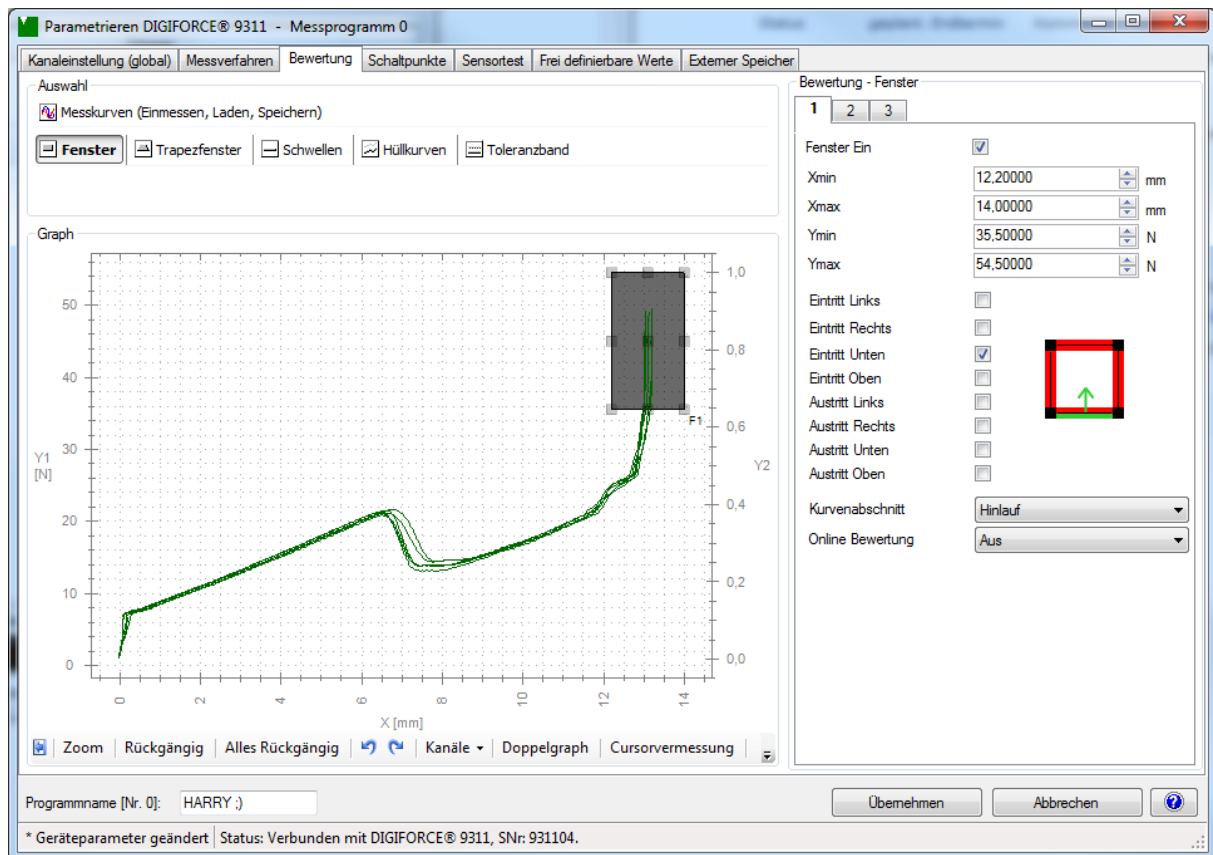 Parametrieren DIGIFORCE® 9311 - Messprogramm 0
Kanaleinstellung (global) Messverfahren Bewertung Schaltpunkte Sensortest Frei definierbare Werte Externer Speicher
Auswahl
Messkurven (Einmessen, Laden, Speichern)
Fenster Trapezfenster Schwellen Hüllkurven Toleranzband
Graph
50
40
30
20
10
0
Y1
[N]
1,0
0,8
0,6
0,4
0,2
0,0
Y2
F1
0 2 4 6 8 10 12 14
X [mm]
Zoom Rückgängig Alles Rückgängig Kanäle Doppelgraph Cursorvermessung
Bewertung - Fenster
1 2 3
Fenster Ein
Xmin 12,20000 mm
Xmax 14,00000 mm
Ymin 35,50000 N
Ymax 54,50000 N
Eintritt Links
Eintritt Rechts
Eintritt Unten
Eintritt Oben
Austritt Links
Austritt Rechts
Austritt Unten
Austritt Oben
Kurvenabschnitt Hinlauf
Online Bewertung Aus
Programmname [Nr. 0]: HARRY ;)
Übernehmen Abbrechen
* Geräteparameter geändert Status: Verbunden mit DIGIFORCE® 9311, SNr: 931104.